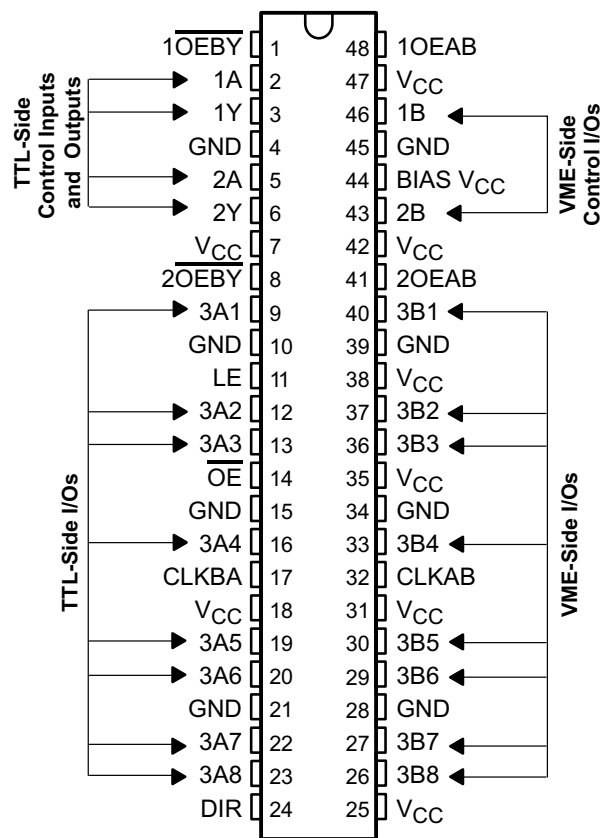 1OEBY 1 48 1OEAB
1A 2 47 VCC
1Y 3 46 1B
GND 4 45 GND
2A 5 44 BIAS VCC
2Y 6 43 2B
VCC 7 42 VCC
2OEBY 8 41 2OEAB
3A1 9 40 3B1
GND 10 39 GND
LE 11 38 VCC
3A2 12 37 3B2
3A3 13 36 3B3
OE 14 35 VCC
GND 15 34 GND
3A4 16 33 3B4
CLKBA 17 32 CLKAB
VCC 18 31 VCC
3A5 19 30 3B5
3A6 20 29 3B6
GND 21 28 GND
3A7 22 27 3B7
3A8 23 26 3B8
DIR 24 25 VCC
TTL-Side
Control Inputs
and Outputs
VME-Side
Control I/Os
TTL-Side I/Os
VME-Side I/Os